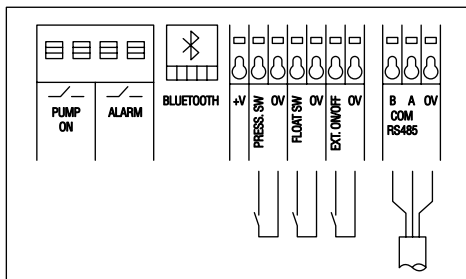 PUMP
ON
ALARM
BLUETOOTH
+V
PRESS. SW
0V
FLOAT SW
0V
EXT. ON/OFF
0V
B A 0V
COM
RS485